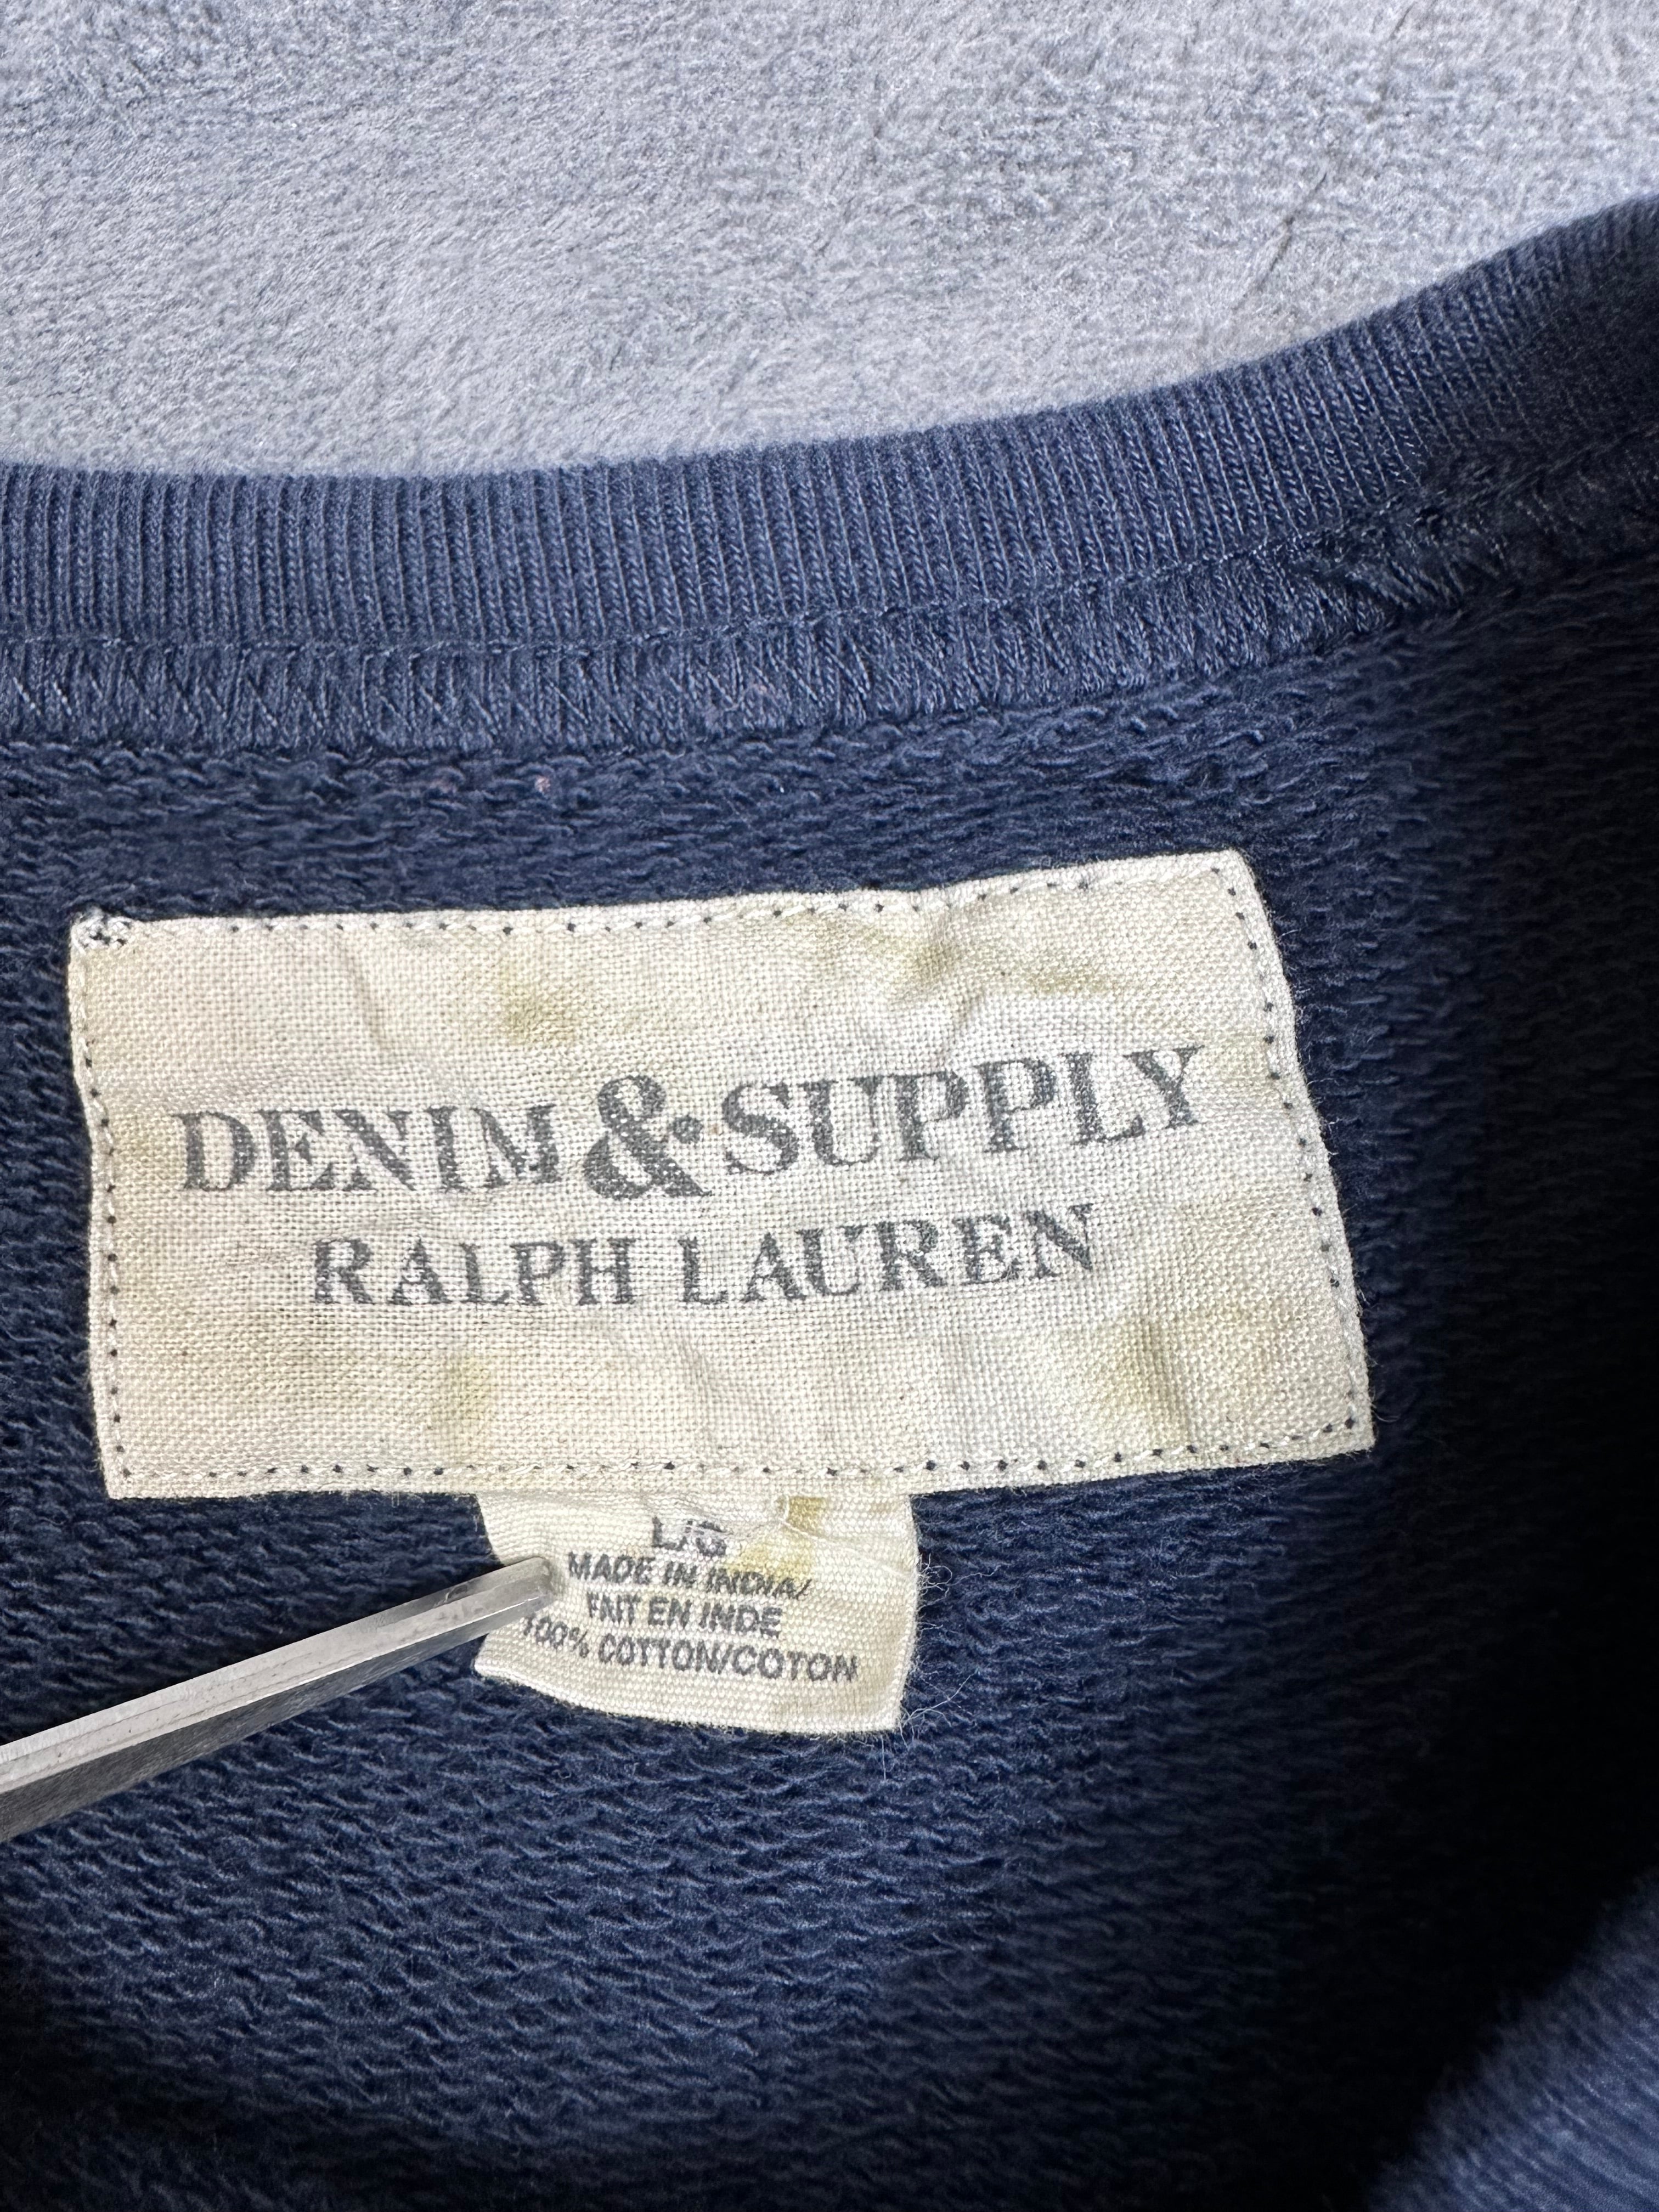 DENIM & SUPPLY
RALPH LAUREN
L/G
MADE IN INDIA/
FAIT EN INDE
100% COTTON/COTON